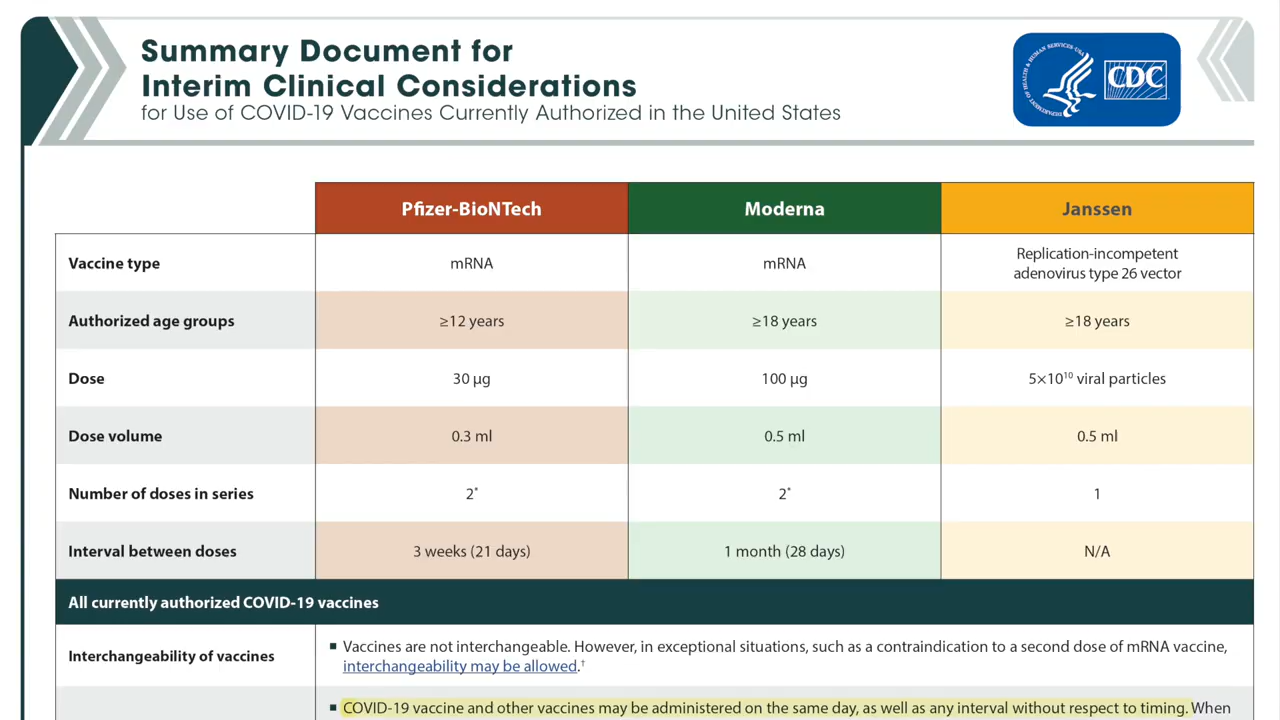 Summary Document for
Interim Clinical Considerations
for Use of COVID-19 Vaccines Currently Authorized in the United States
DEPARTMENT OF HEALTH & HUMAN SERVICES·USA
CDC
Pfizer-BioNTech Moderna Janssen
Vaccine type mRNA mRNA Replication-incompetent
adenovirus type 26 vector
Authorized age groups ≥12 years ≥18 years ≥18 years
Dose 30 µg 100 µg 5×10¹⁰ viral particles
Dose volume 0.3 ml 0.5 ml 0.5 ml
Number of doses in series 2* 2* 1
Interval between doses 3 weeks (21 days) 1 month (28 days) N/A
All currently authorized COVID-19 vaccines
Interchangeability of vaccines ▪ Vaccines are not interchangeable. However, in exceptional situations, such as a contraindication to a second dose of mRNA vaccine,
interchangeability may be allowed.†
▪ COVID-19 vaccine and other vaccines may be administered on the same day, as well as any interval without respect to timing. When